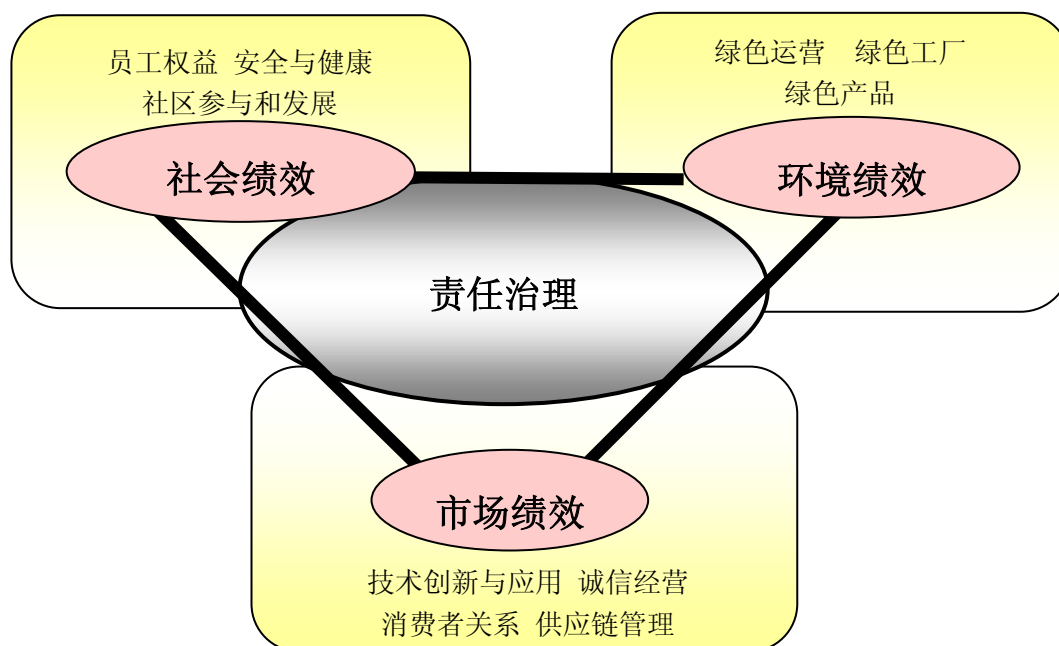 员工权益 安全与健康
社区参与和发展
社会绩效
绿色运营 绿色工厂
绿色产品
环境绩效
责任治理
市场绩效
技术创新与应用 诚信经营
消费者关系 供应链管理